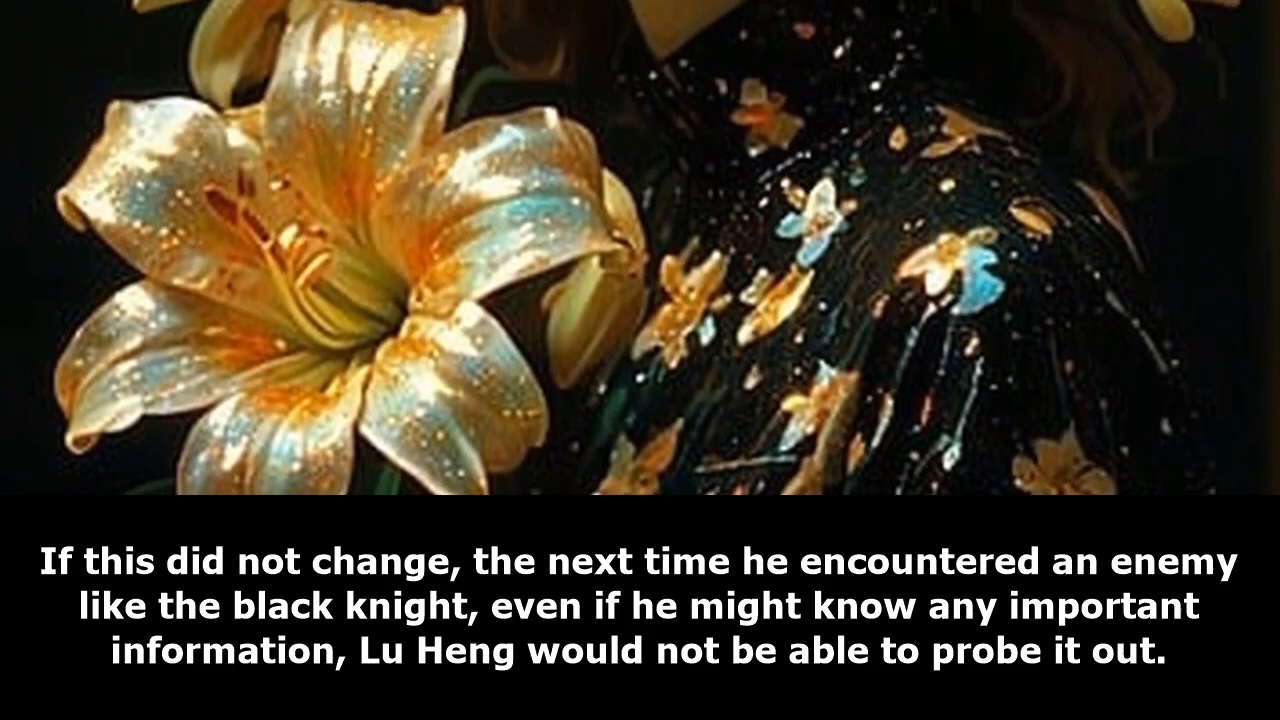 If this did not change, the next time he encountered an enemy
like the black knight, even if he might know any important
information, Lu Heng would not be able to probe it out.